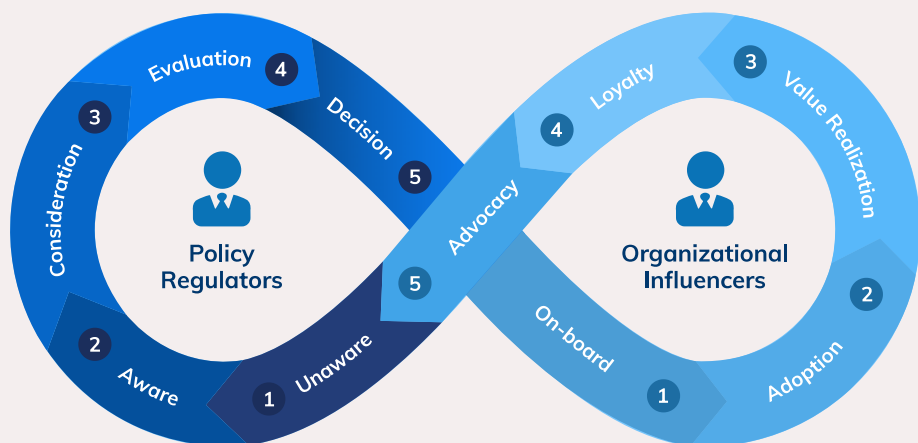 1
Unaware
2
Aware
3
Consideration
4
Evaluation
5
Decision
Policy
Regulators
1
On-board
2
Adoption
3
Value Realization
4
Loyalty
5
Advocacy
Organizational
Influencers